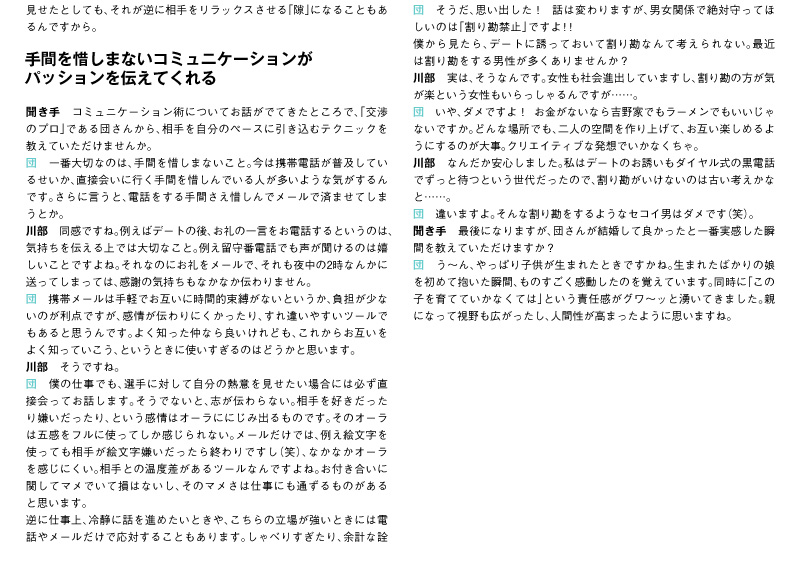 見せたとしても、それが逆に相手をリラックスさせる「隙」になることもあ
るんですから。
手間を惜しまないコミュニケーションが
パッションを伝えてくれる
聞き手　コミュニケーション術についてお話がでてきたところで、「交渉
のプロ」である団さんから、相手を自分のペースに引き込むテクニックを
教えていただけませんか。
団　一番大切なのは、手間を惜しまないこと。今は携帯電話が普及してい
るせいか、直接会いに行く手間を惜しんでいる人が多いような気がするん
です。さらに言うと、電話をする手間さえ惜しんでメールで済ませてしま
うとか。
川部　同感ですね。例えばデートの後、お礼の一言をお電話するというのは、
気持ちを伝える上では大切なこと。例え留守番電話でも声が聞けるのは嬉
しいことですよね。それなのにお礼をメールで、それも夜中の2時なんかに
送ってしまっては、感謝の気持ちもなかなか伝わりません。
団　携帯メールは手軽でお互いに時間的束縛がないというか、負担が少な
いのが利点ですが、感情が伝わりにくかったり、すれ違いやすいツールで
もあると思うんです。よく知った仲なら良いけれども、これからお互いを
よく知っていこう、というときに使いすぎるのはどうかと思います。
川部　そうですね。
団　僕の仕事でも、選手に対して自分の熱意を見せたい場合には必ず直
接会ってお話します。そうでないと、志が伝わらない。相手を好きだった
り嫌いだったり、という感情はオーラににじみ出るものです。そのオーラ
は五感をフルに使ってしか感じられない。メールだけでは、例え絵文字を
使っても相手が絵文字嫌いだったら終わりですし（笑）、なかなかオーラ
を感じにくい。相手との温度差があるツールなんですよね。お付き合いに
関してマメでいて損はないし、そのマメさは仕事にも通ずるものがある
と思います。
逆に仕事上、冷静に話を進めたいときや、こちらの立場が強いときには電
話やメールだけで応対することもあります。しゃべりすぎたり、余計な詮
団　そうだ、思い出した！　話は変わりますが、男女関係で絶対守ってほ
しいのは「割り勘禁止」ですよ！！
僕から見たら、デートに誘っておいて割り勘なんて考えられない。最近
は割り勘をする男性が多くありませんか？
川部　実は、そうなんです。女性も社会進出していますし、割り勘の方が気
が楽という女性もいらっしゃるんですが……。
団　いや、ダメですよ！　お金がないなら吉野家でもラーメンでもいいじゃ
ないですか。どんな場所でも、二人の空間を作り上げて、お互い楽しめるよ
うにするのが大事。クリエイティブな発想でいかなくちゃ。
川部　なんだか安心しました。私はデートのお誘いもダイヤル式の黒電話
でずっと待つという世代だったので、割り勘がいけないのは古い考えかな
と……。
団　違いますよ。そんな割り勘をするようなセコイ男はダメです（笑）。
聞き手　最後になりますが、団さんが結婚して良かったと一番実感した瞬
間を教えていただけますか？
団　う〜ん、やっぱり子供が生まれたときですかね。生まれたばかりの娘
を初めて抱いた瞬間、ものすごく感動したのを覚えています。同時に「この
子を育てていかなくては」という責任感がグワ〜ッと湧いてきました。親
になって視野も広がったし、人間性が高まったように思いますね。